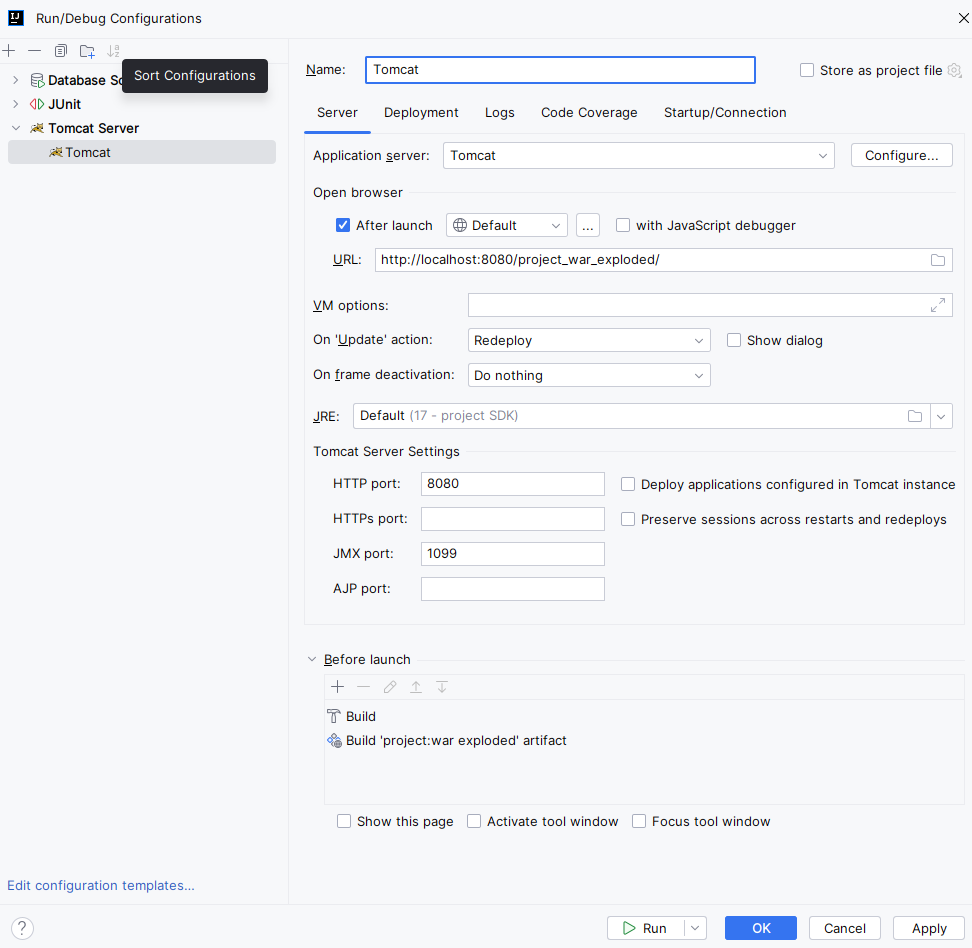 Run/Debug Configurations
Sort Configurations
Database Sc
JUnit
Tomcat Server
Tomcat
Edit configuration templates...
Name: Tomcat Store as project file
Server Deployment Logs Code Coverage Startup/Connection
Application server: Tomcat Configure...
Open browser
After launch Default ... with JavaScript debugger
URL: http://localhost:8080/project_war_exploded/
VM options:
On 'Update' action: Redeploy Show dialog
On frame deactivation: Do nothing
JRE: Default (17 - project SDK)
Tomcat Server Settings
HTTP port: 8080 Deploy applications configured in Tomcat instance
HTTPs port: Preserve sessions across restarts and redeploys
JMX port: 1099
AJP port:
Before launch
Build
Build 'project:war exploded' artifact
Show this page Activate tool window Focus tool window
? Run OK Cancel Apply